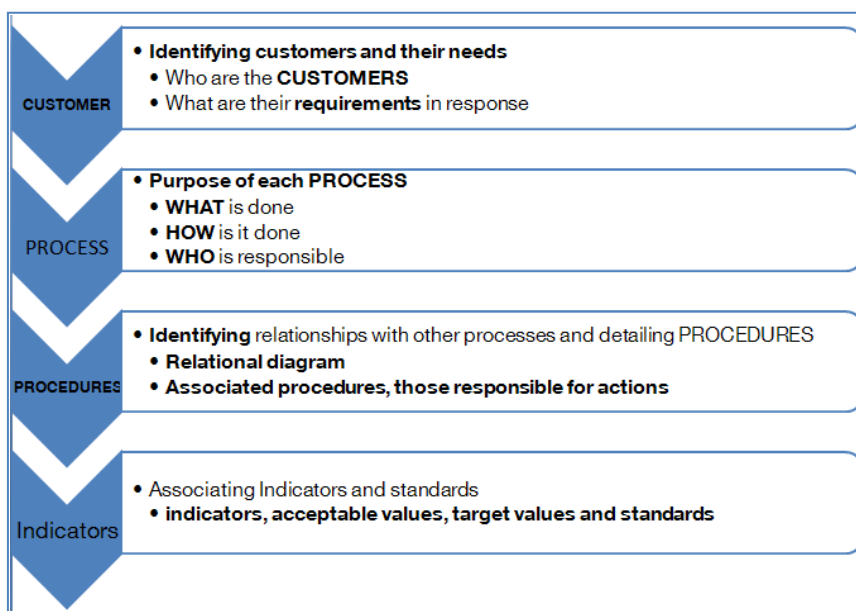 CUSTOMER
• Identifying customers and their needs
• Who are the CUSTOMERS
• What are their requirements in response
PROCESS
• Purpose of each PROCESS
• WHAT is done
• HOW is it done
• WHO is responsible
PROCEDURES
• Identifying relationships with other processes and detailing PROCEDURES
• Relational diagram
• Associated procedures, those responsible for actions
Indicators
• Associating Indicators and standards
• indicators, acceptable values, target values and standards